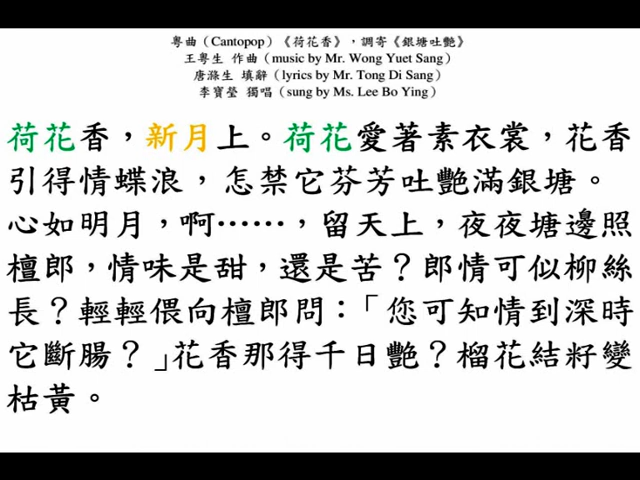 粵曲（Cantopop）《荷花香》，調寄《銀塘吐艷》
王粵生 作曲（music by Mr. Wong Yuet Sang）
唐滌生 填辭（lyrics by Mr. Tong Di Sang）
李寶瑩 獨唱（sung by Ms. Lee Bo Ying）
荷花香，新月上。荷花愛著素衣裳，花香
引得情蝶浪，怎禁它芬芳吐艷滿銀塘。
心如明月，啊……，留天上，夜夜塘邊照
檀郎，情味是甜，還是苦？郎情可似柳絲
長？輕輕偎向檀郎問：「您可知情到深時
它斷腸？」花香那得千日艷？榴花結籽變
枯黃。